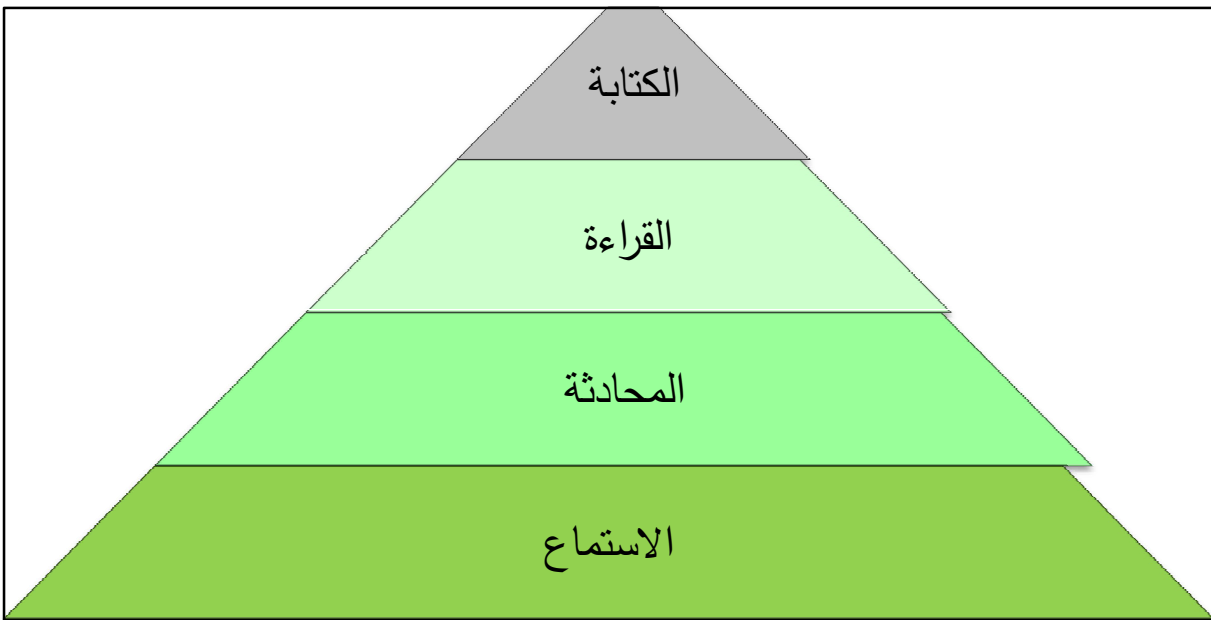 الكتابة
القراءة
المحادثة
الاستماع